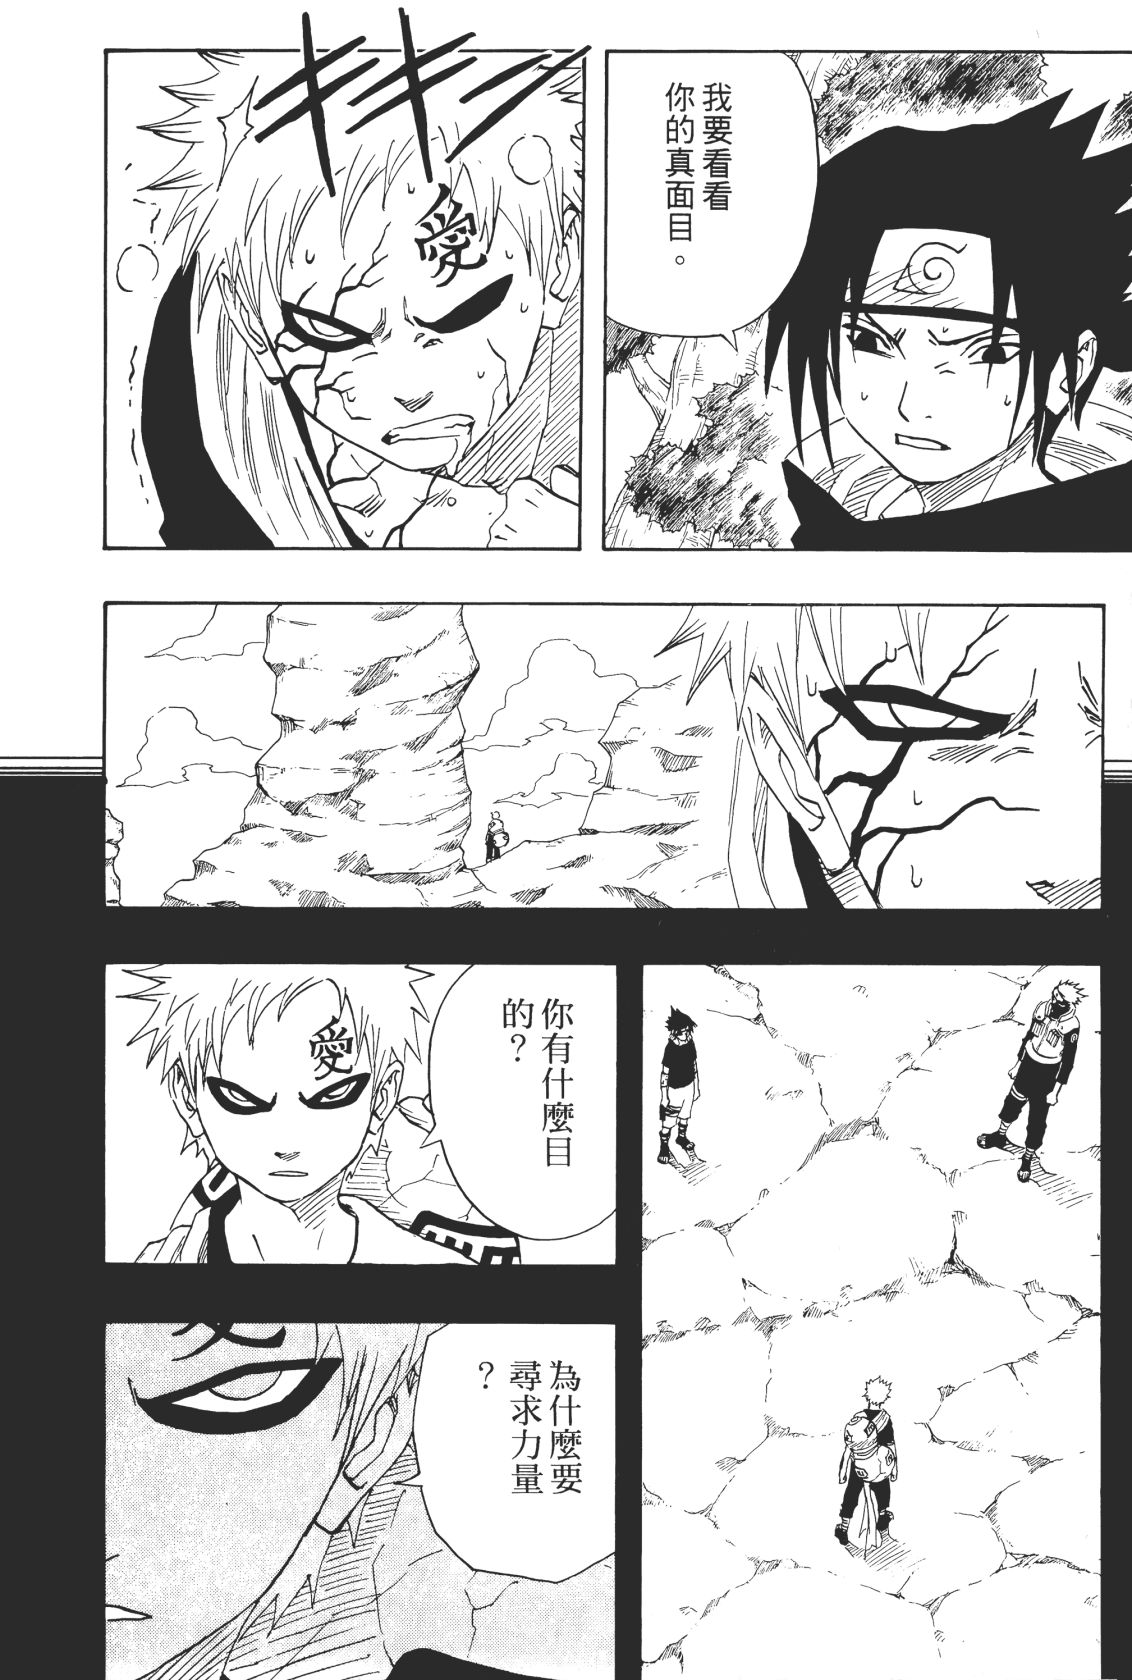 我要看看
你的真面目。
キキン
愛
你有什麼目
的？
愛
為什麼要
尋求力量
？